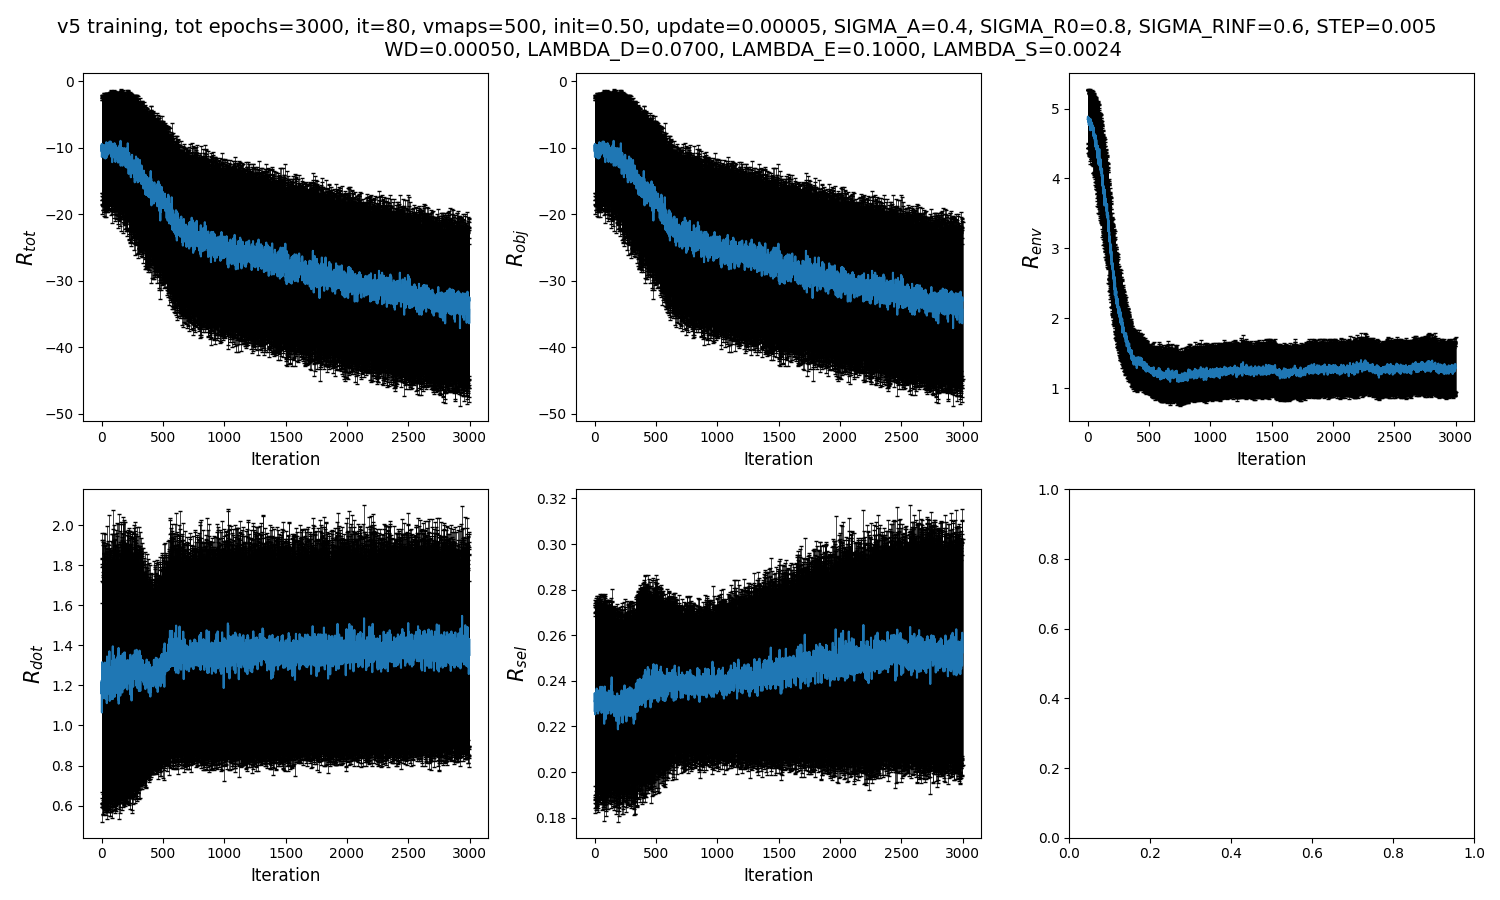 v5 training, tot epochs=3000, it=80, vmaps=500, init=0.50, update=0.00005, SIGMA_A=0.4, SIGMA_R0=0.8, SIGMA_RINF=0.6, STEP=0.005
WD=0.00050, LAMBDA_D=0.0700, LAMBDA_E=0.1000, LAMBDA_S=0.0024
0
−10
−20
−30
−40
−50
R_tot
0 500 1000 1500 2000 2500 3000
Iteration
0
−10
−20
−30
−40
−50
R_obj
0 500 1000 1500 2000 2500 3000
Iteration
5
4
3
2
1
R_env
0 500 1000 1500 2000 2500 3000
Iteration
2.0
1.8
1.6
1.4
1.2
1.0
0.8
0.6
R_dot
0 500 1000 1500 2000 2500 3000
Iteration
0.32
0.30
0.28
0.26
0.24
0.22
0.20
0.18
R_sel
0 500 1000 1500 2000 2500 3000
Iteration
1.0
0.8
0.6
0.4
0.2
0.0
0.0 0.2 0.4 0.6 0.8 1.0